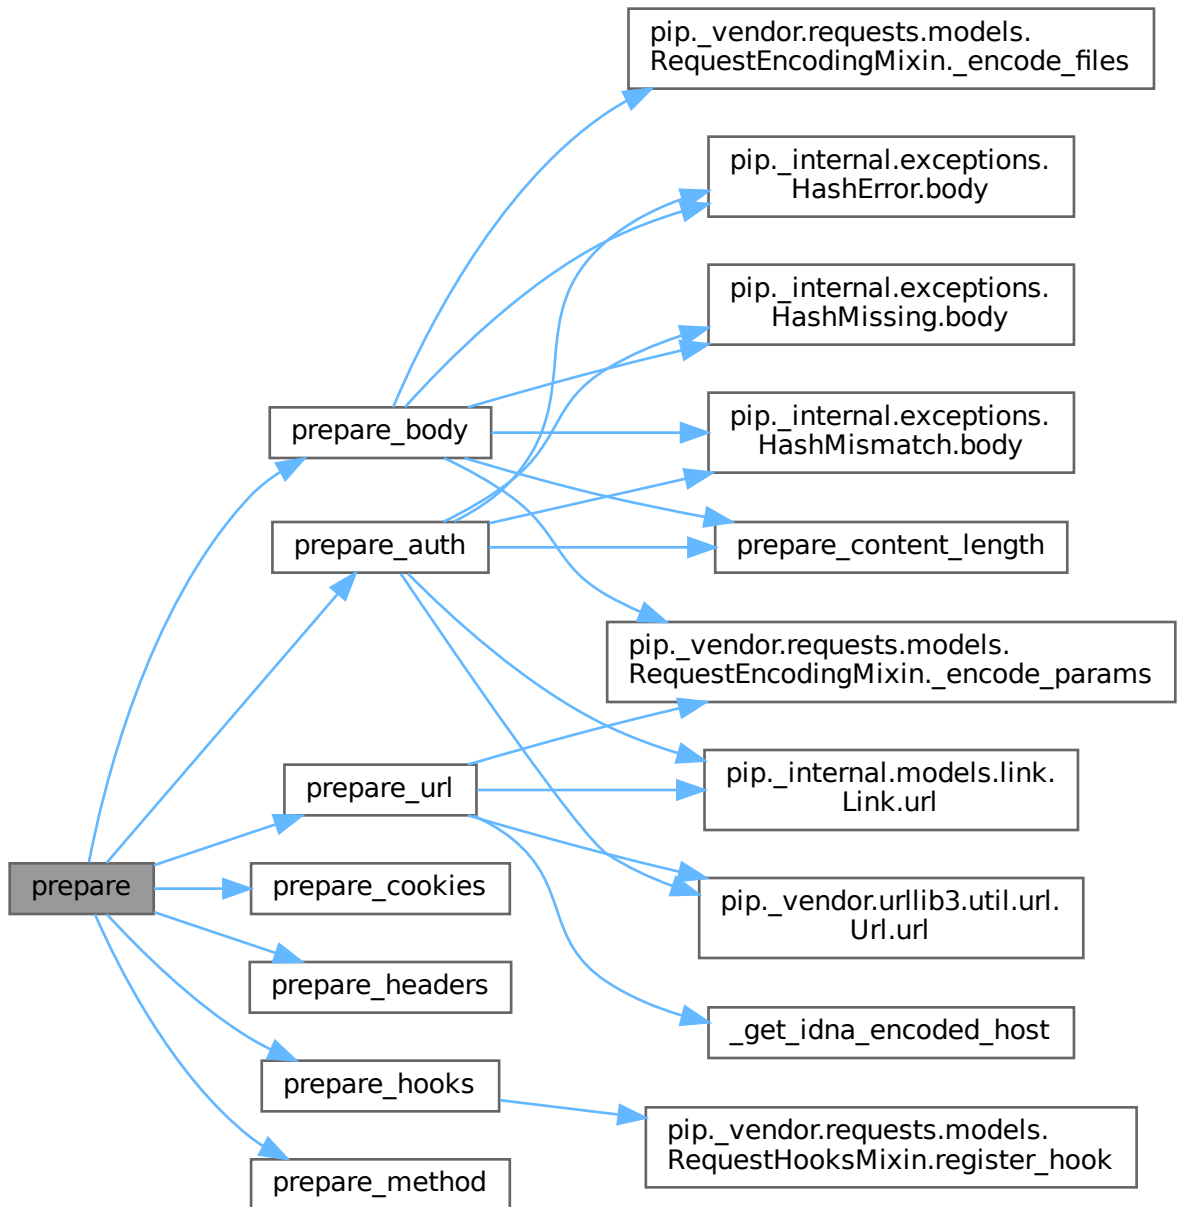 pip._vendor.requests.models.
RequestEncodingMixin._encode_files
pip._internal.exceptions.
HashError.body
pip._internal.exceptions.
HashMissing.body
prepare_body
pip._internal.exceptions.
HashMismatch.body
prepare_auth
prepare_content_length
pip._vendor.requests.models.
RequestEncodingMixin._encode_params
prepare_url
pip._internal.models.link.
Link.url
prepare
prepare_cookies
pip._vendor.urllib3.util.url.
Url.url
prepare_headers
_get_idna_encoded_host
prepare_hooks
pip._vendor.requests.models.
RequestHooksMixin.register_hook
prepare_method